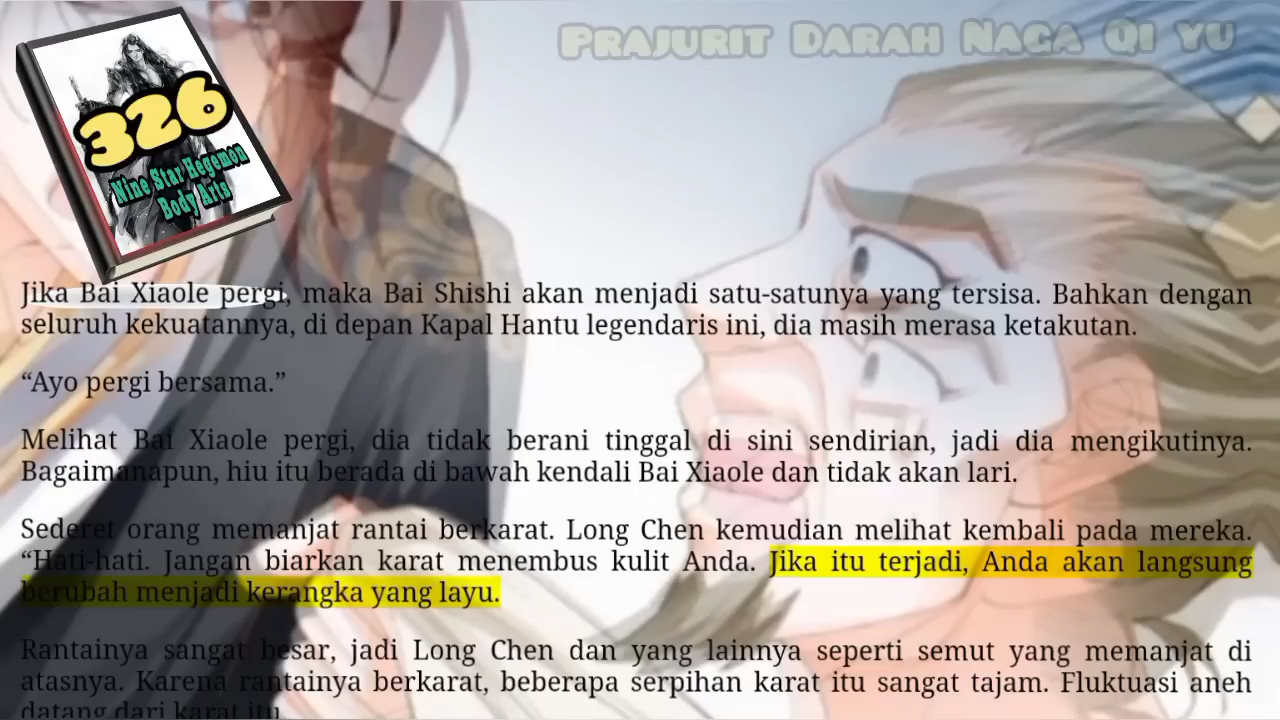 Prajurit Darah Naga Qi yu
326
Nine Star Hegemon
Body Arts
Jika Bai Xiaole pergi, maka Bai Shishi akan menjadi satu-satunya yang tersisa. Bahkan dengan
seluruh kekuatannya, di depan Kapal Hantu legendaris ini, dia masih merasa ketakutan.
“Ayo pergi bersama.”
Melihat Bai Xiaole pergi, dia tidak berani tinggal di sini sendirian, jadi dia mengikutinya.
Bagaimanapun, hiu itu berada di bawah kendali Bai Xiaole dan tidak akan lari.
Sederet orang memanjat rantai berkarat. Long Chen kemudian melihat kembali pada mereka.
“Hati-hati. Jangan biarkan karat menembus kulit Anda. Jika itu terjadi, Anda akan langsung
berubah menjadi kerangka yang layu.
Rantainya sangat besar, jadi Long Chen dan yang lainnya seperti semut yang memanjat di
atasnya. Karena rantainya berkarat, beberapa serpihan karat itu sangat tajam. Fluktuasi aneh
datang dari karat itu.